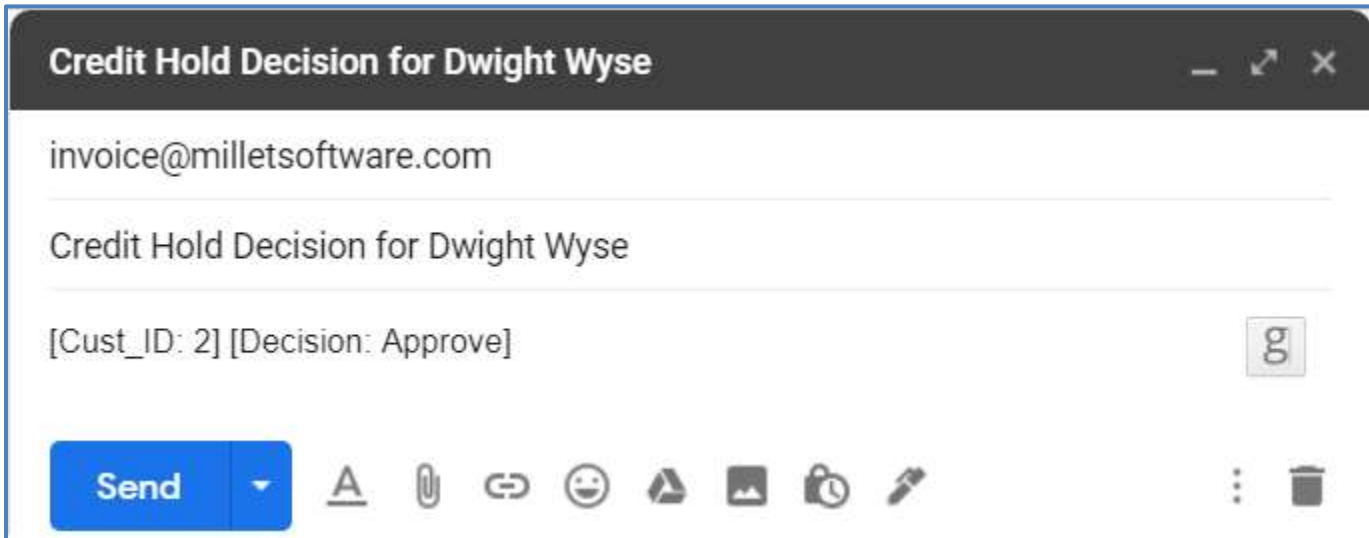 Credit Hold Decision for Dwight Wyse
invoice@milletsoftware.com
Credit Hold Decision for Dwight Wyse
[Cust_ID: 2] [Decision: Approve]
g
Send
A